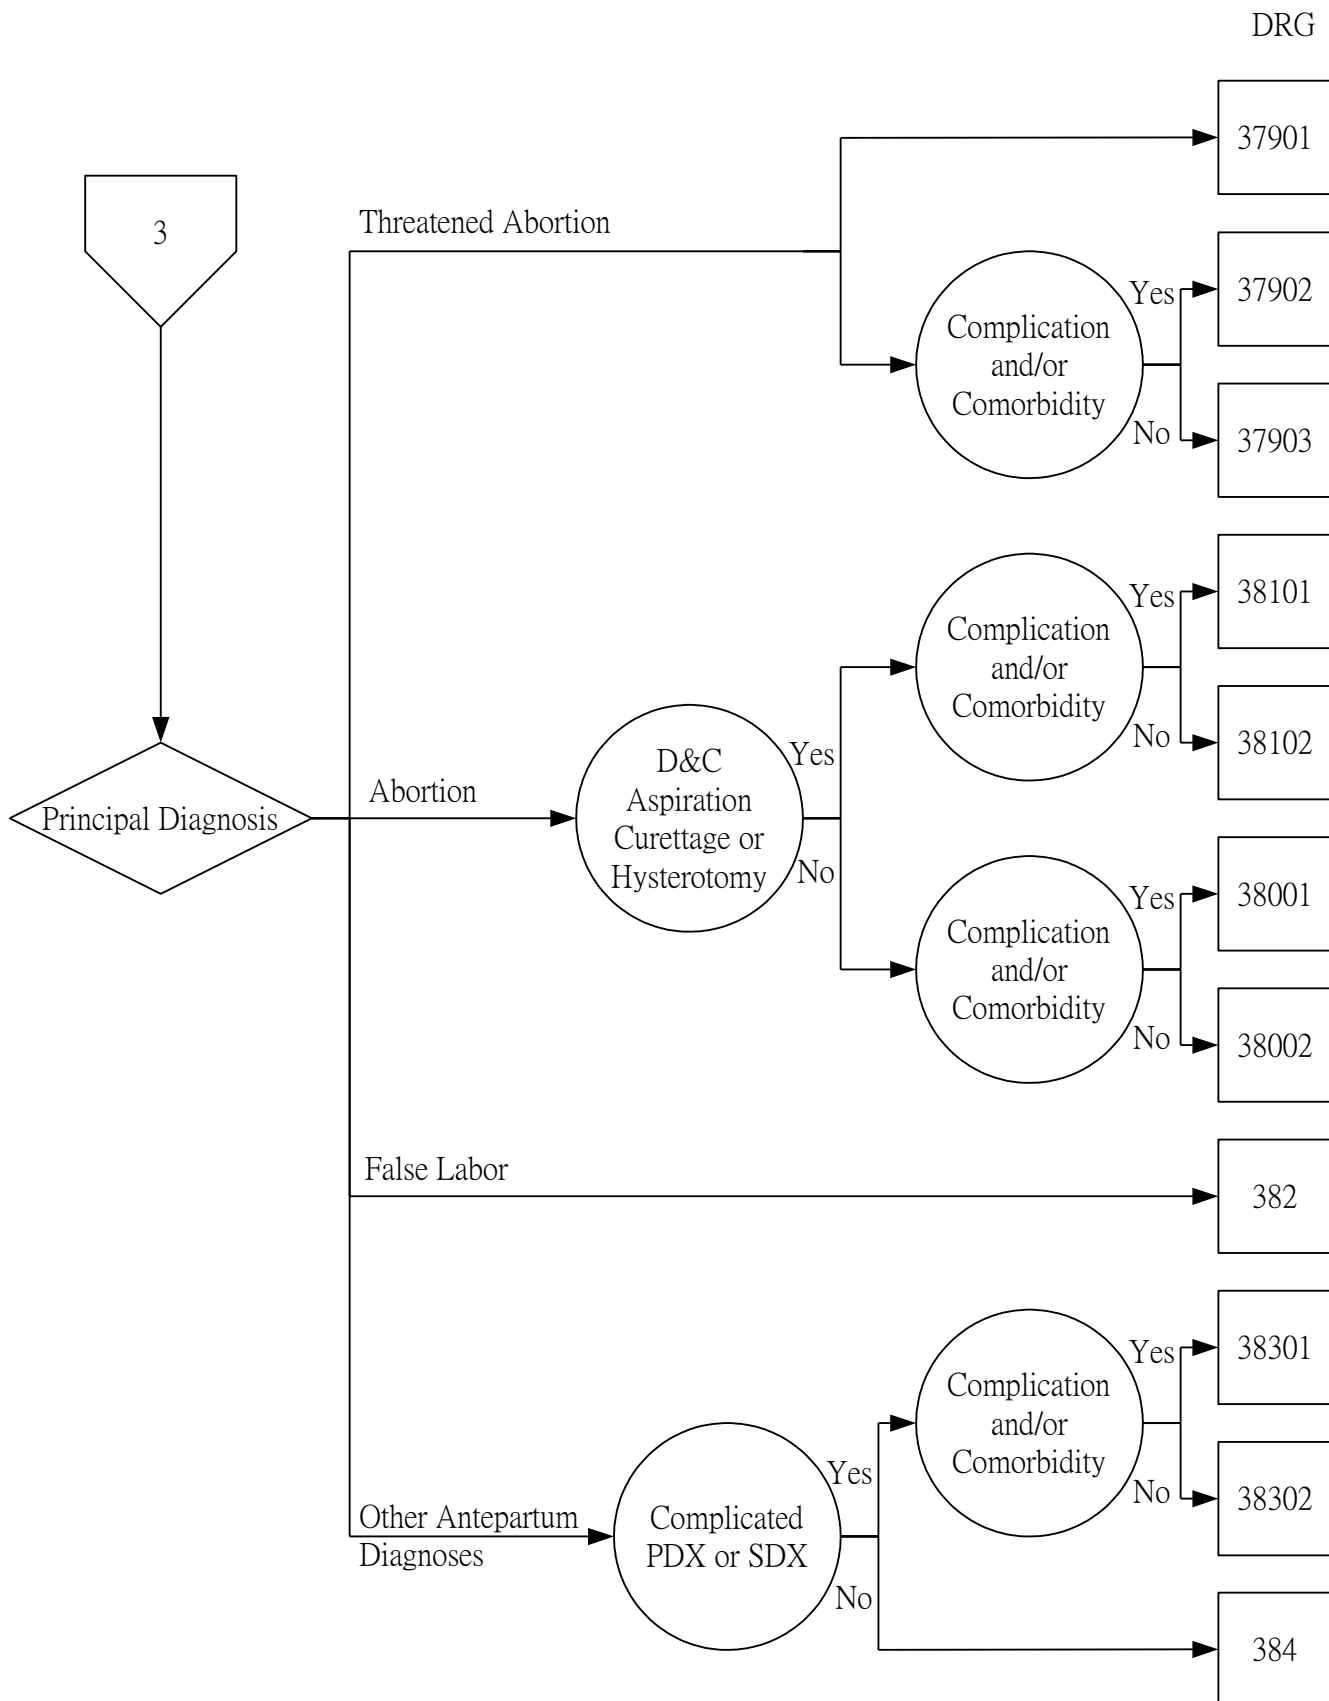 DRG
3
Threatened Abortion
37901
Complication
and/or
Comorbidity
Yes
37902
No
37903
Principal Diagnosis
Abortion
D&C
Aspiration
Curettage or
Hysterotomy
Yes
Complication
and/or
Comorbidity
Yes
38101
No
38102
No
Complication
and/or
Comorbidity
Yes
38001
No
38002
False Labor
382
Other Antepartum
Diagnoses
Complicated
PDX or SDX
Yes
Complication
and/or
Comorbidity
Yes
38301
No
38302
No
384